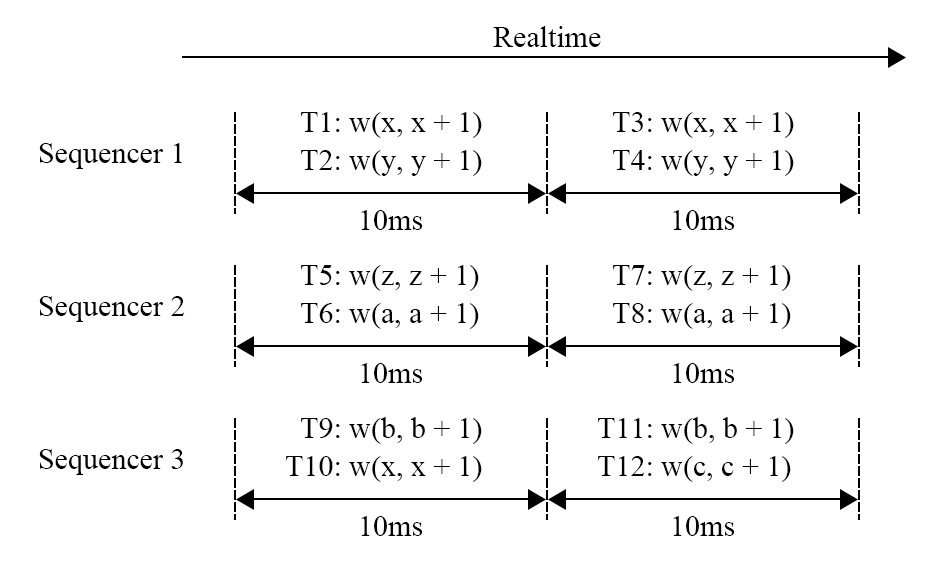 Realtime
T1: w(x, x + 1) T3: w(x, x + 1)
Sequencer 1
T2: w(y, y + 1) T4: w(y, y + 1)
10ms 10ms
T5: w(z, z + 1) T7: w(z, z + 1)
Sequencer 2
T6: w(a, a + 1) T8: w(a, a + 1)
10ms 10ms
T9: w(b, b + 1) T11: w(b, b + 1)
Sequencer 3
T10: w(x, x + 1) T12: w(c, c + 1)
10ms 10ms